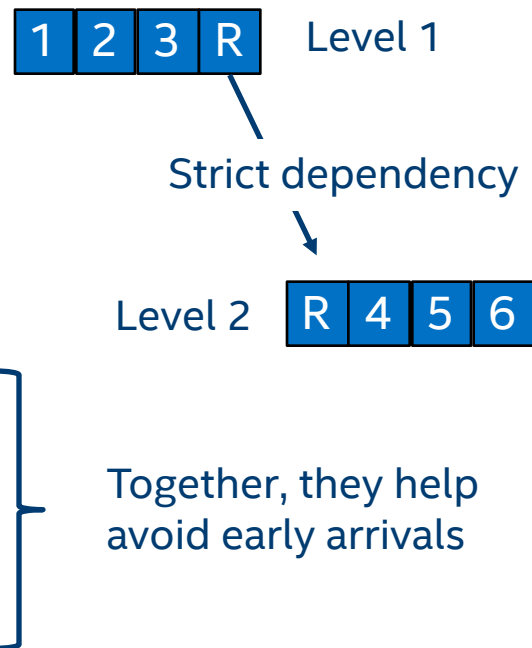 1 2 3 R Level 1
Strict dependency
Level 2 R 4 5 6
Together, they help
avoid early arrivals